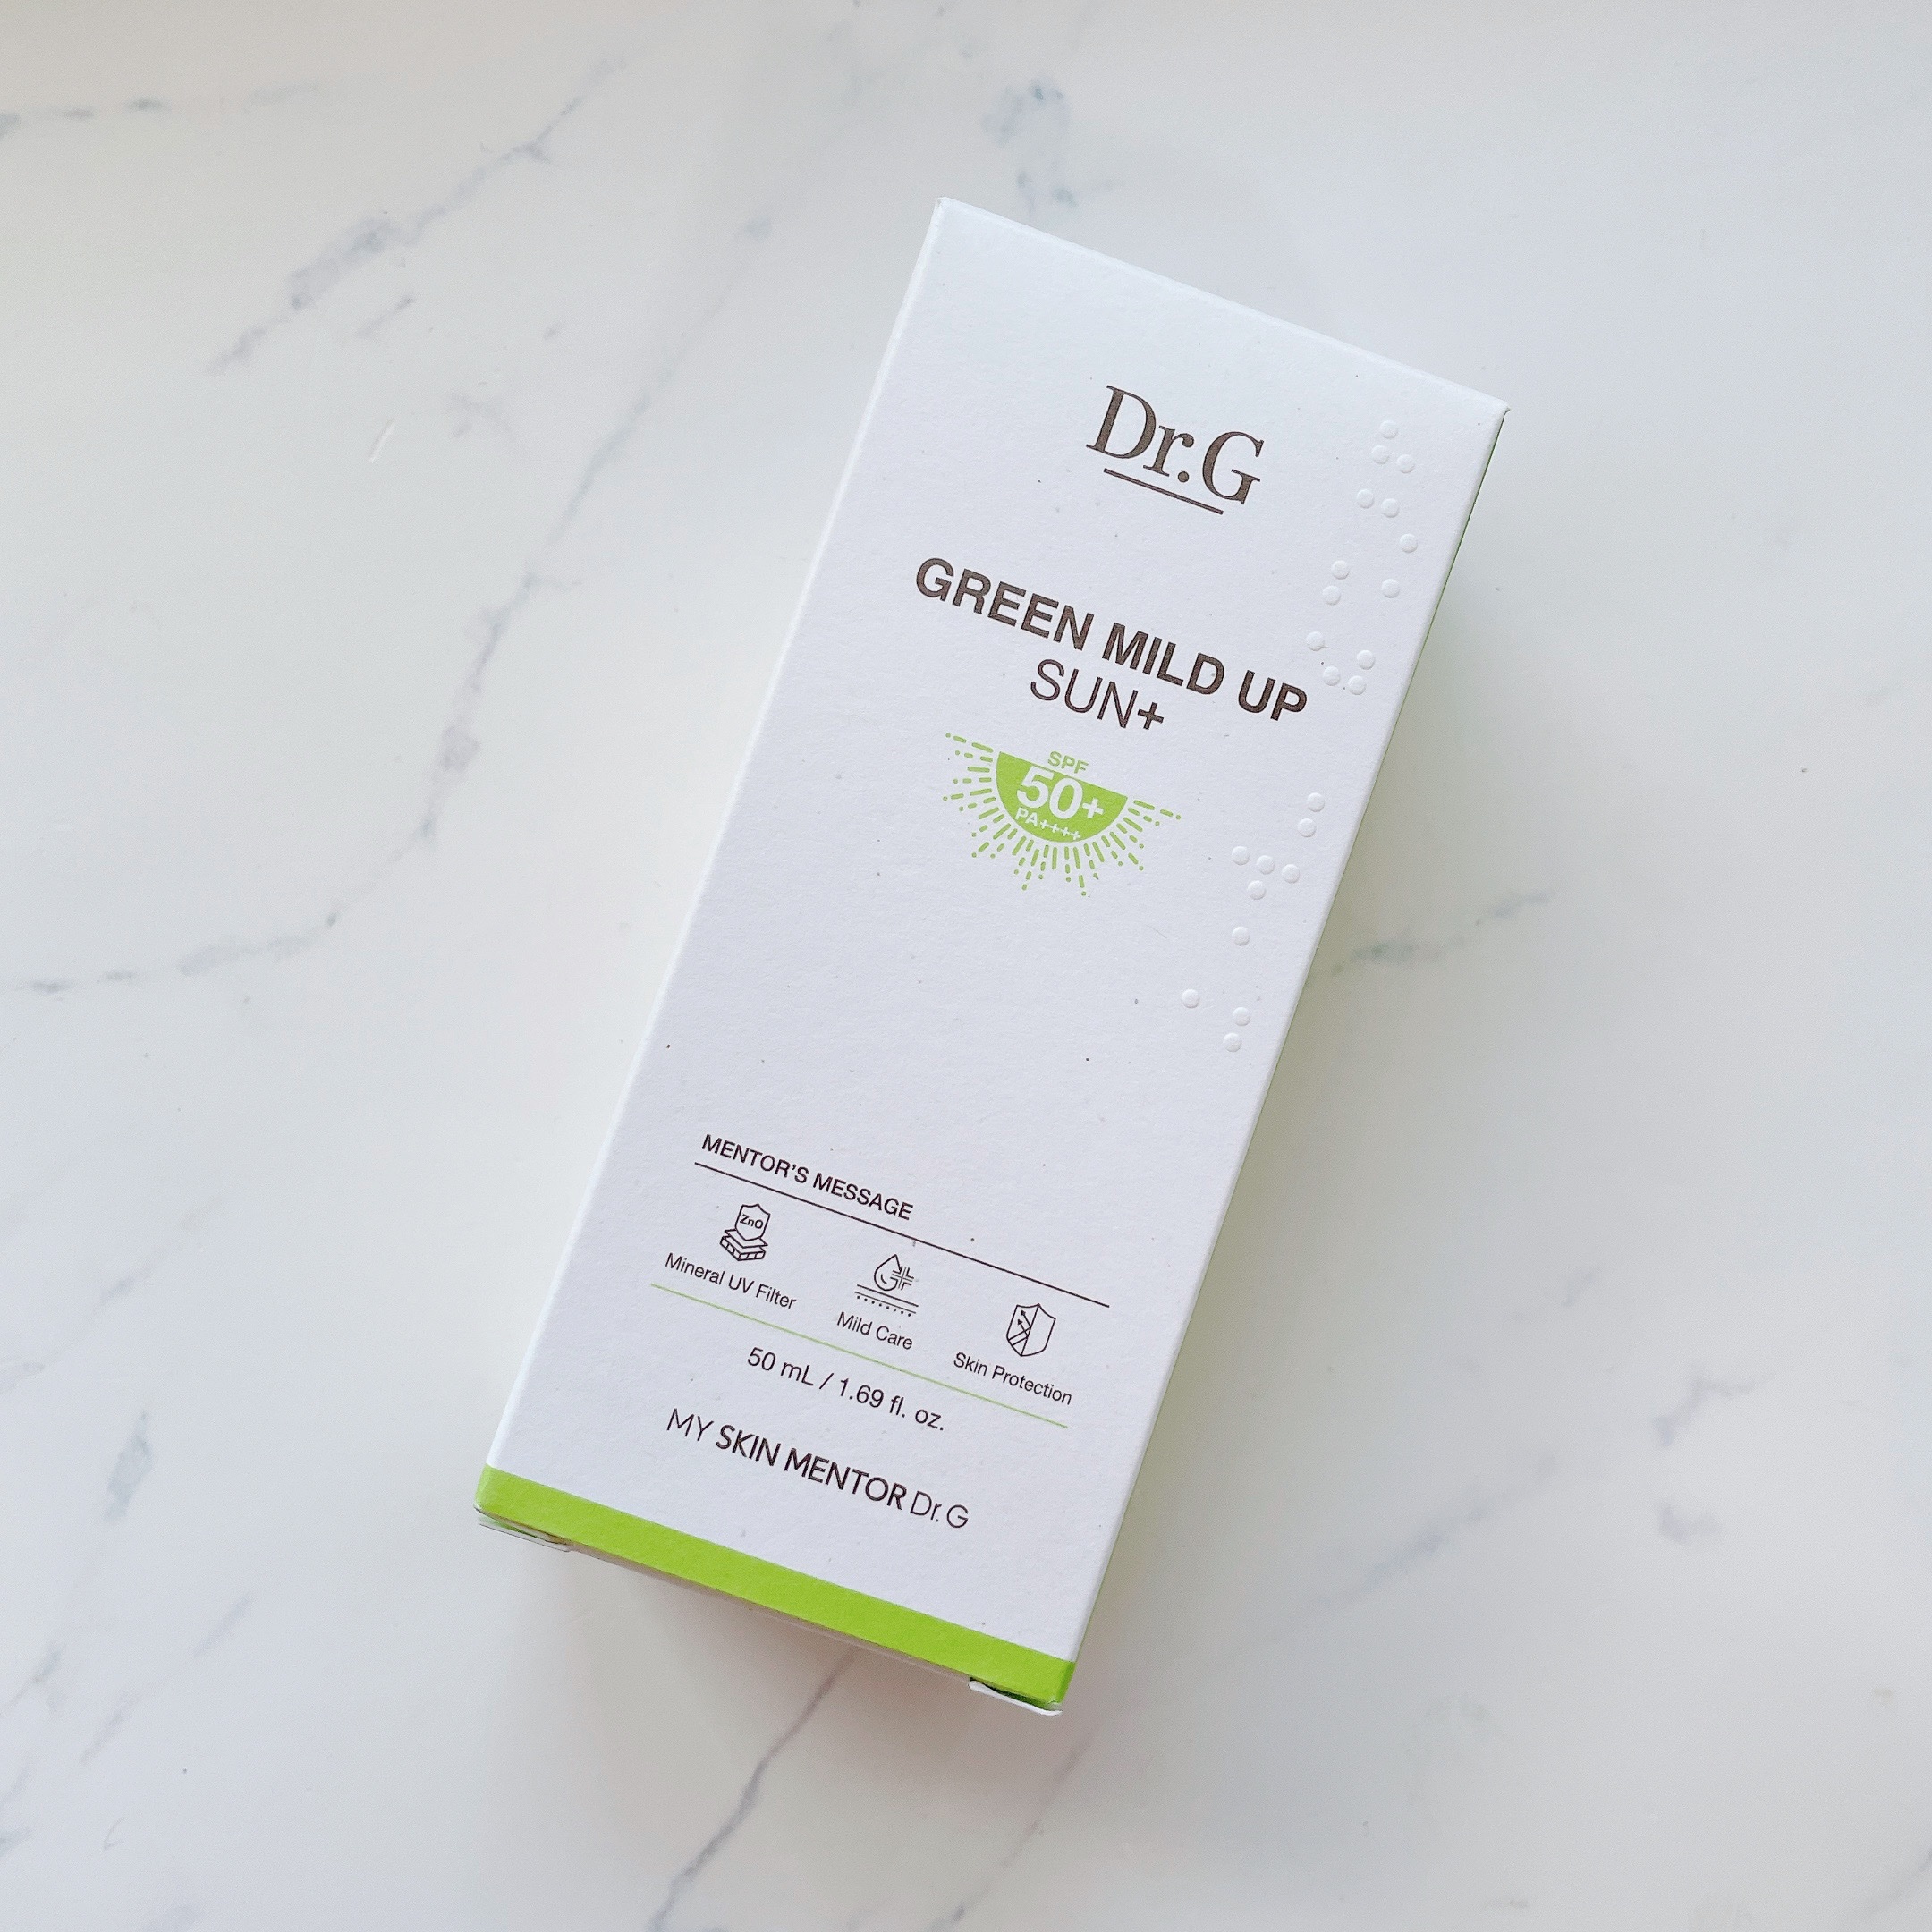 Dr.G
GREEN MILD UP
SUN+
SPF
50+
PA++++
MENTOR'S MESSAGE
ZnO
Mineral UV Filter
Mild Care
Skin Protection
50 mL / 1.69 fl. oz.
MY SKIN MENTOR Dr.G